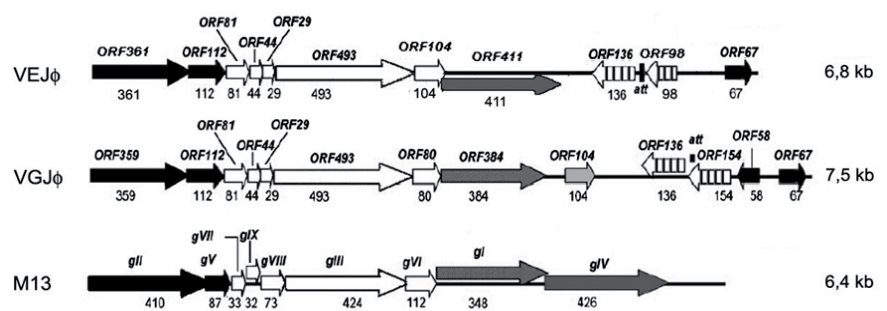 ORF81 ORF29
ORF44
ORF361 ORF112 ORF493 ORF104 ORF411 ORF136 ORF98 ORF67
VEJϕ 6,8 kb
att
361 112 81 44 29 493 104 411 136 98 67
ORF81 ORF29
ORF44 ORF136 att ORF58
ORF359 ORF112 ORF493 ORF80 ORF384 ORF104 ORF154 ORF67
VGJϕ 7,5 kb
359 112 81 44 29 493 80 384 104 136 154 58 67
gVII gIX
gII gV gVIII gIII gVI gI gIV
M13 6,4 kb
410 87 33 32 73 424 112 348 426